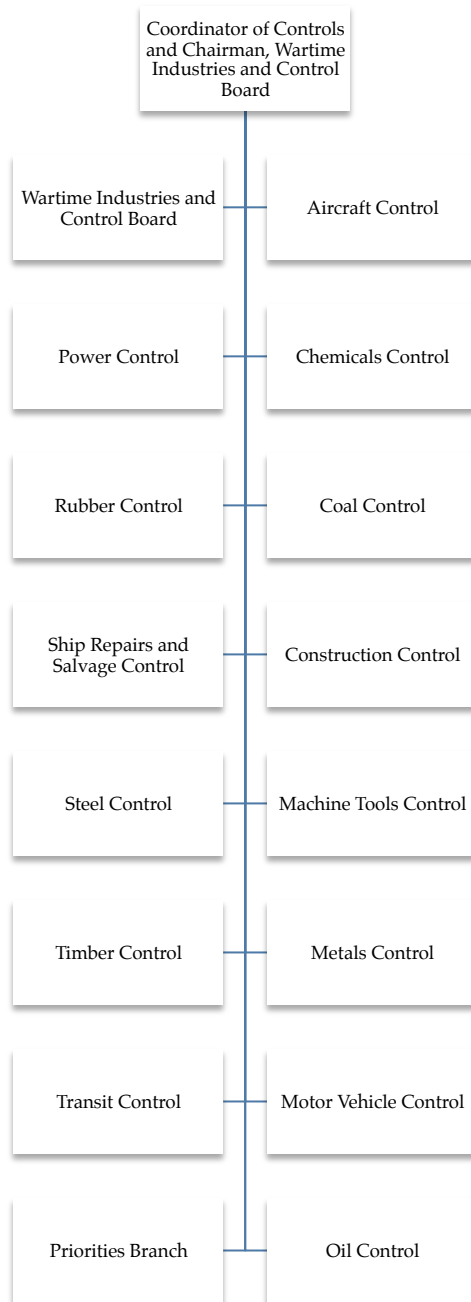 Coordinator of Controls
and Chairman, Wartime
Industries and Control
Board
Wartime Industries and
Control Board
Aircraft Control
Power Control
Chemicals Control
Rubber Control
Coal Control
Ship Repairs and
Salvage Control
Construction Control
Steel Control
Machine Tools Control
Timber Control
Metals Control
Transit Control
Motor Vehicle Control
Priorities Branch
Oil Control